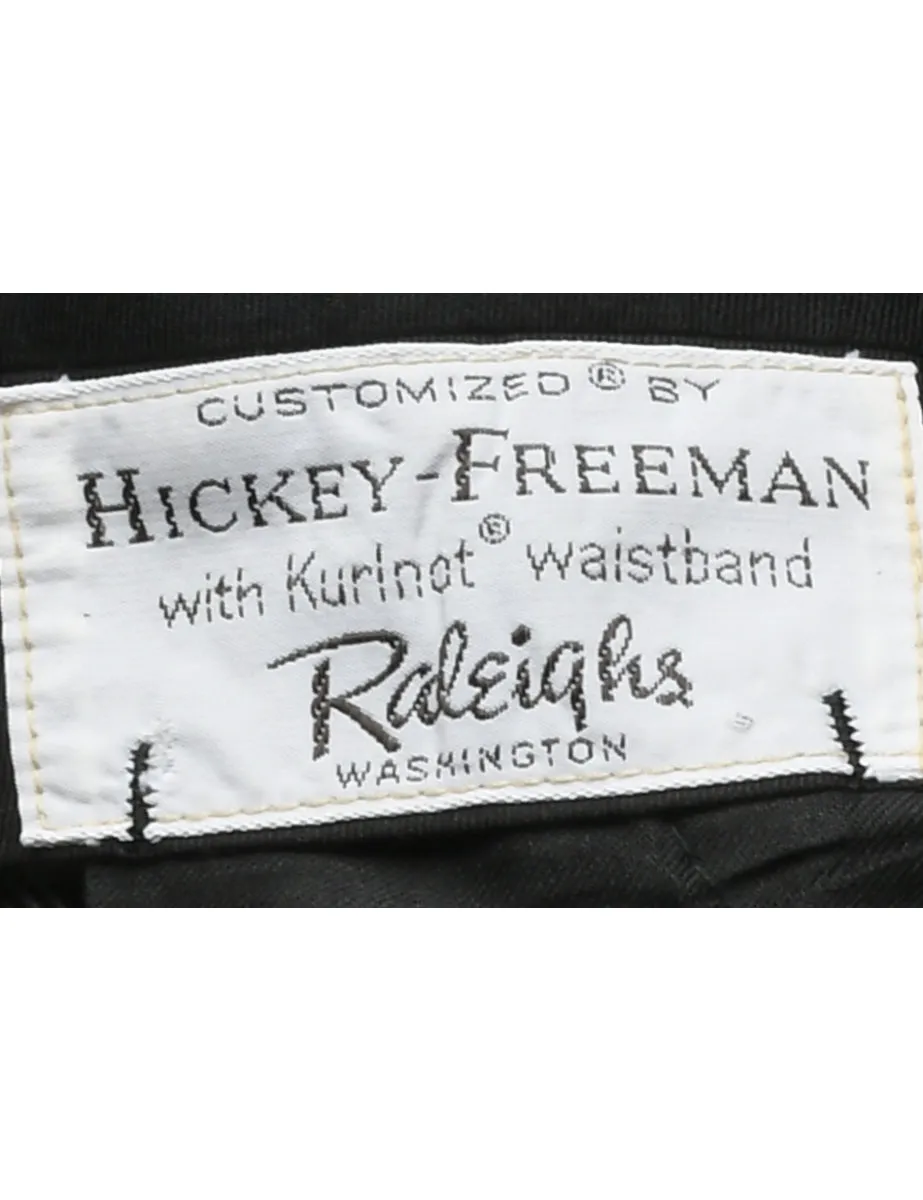 CUSTOMIZED ® BY
HICKEY-FREEMAN
with Kurlnot® waistband
Raleighs
WASHINGTON